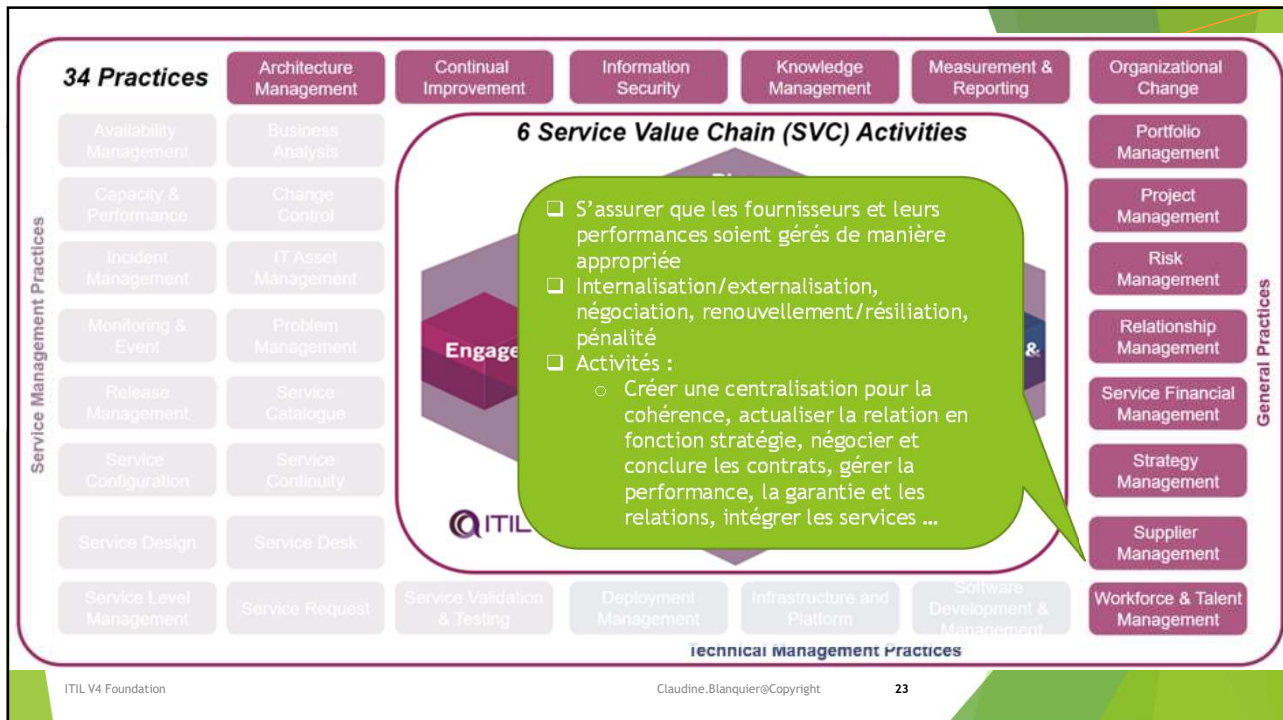 34 Practices
Architecture
Management
Continual
Improvement
Information
Security
Knowledge
Management
Measurement &
Reporting
Organizational
Change
Availability
Management
Business
Analysis
6 Service Value Chain (SVC) Activities
Portfolio
Management
Capacity &
Performance
Change
Control
Project
Management
Incident
Management
IT Asset
Management
Risk
Management
Monitoring &
Event
Problem
Management
Engage
&
Relationship
Management
Release
Management
Service
Catalogue
Service Financial
Management
Service
Configuration
Service
Continuity
Strategy
Management
Service Design
Service Desk
ITIL
Supplier
Management
Service Level
Management
Service Request
Service Validation
& Testing
Deployment
Management
Infrastructure and
Platform
Software
Development &
Management
Workforce & Talent
Management
Service Management Practices
General Practices
Technical Management Practices
❑ S’assurer que les fournisseurs et leurs
performances soient gérés de manière
appropriée
❑ Internalisation/externalisation,
négociation, renouvellement/résiliation,
pénalité
❑ Activités :
o Créer une centralisation pour la
cohérence, actualiser la relation en
fonction stratégie, négocier et
conclure les contrats, gérer la
performance, la garantie et les
relations, intégrer les services …
ITIL V4 Foundation
Claudine.Blanquier@Copyright
23